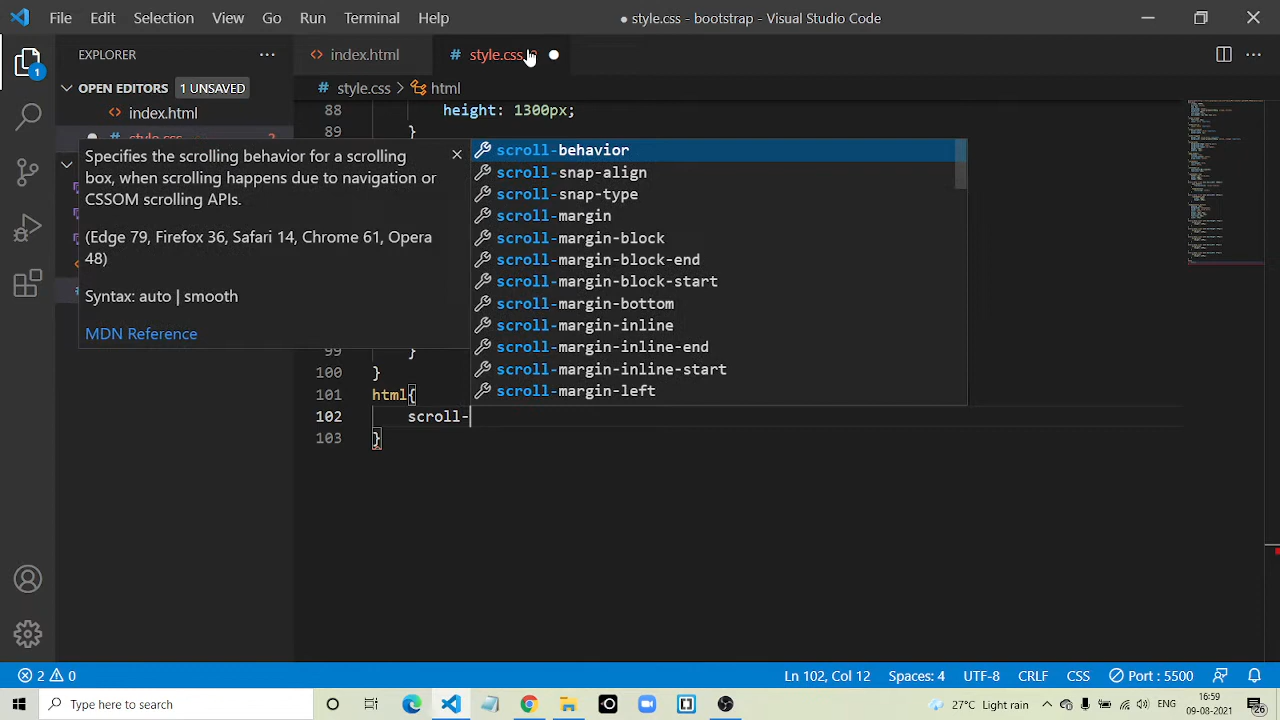 File Edit Selection View Go Run Terminal Help
● style.css - bootstrap - Visual Studio Code
EXPLORER
index.html
# style.css
OPEN EDITORS 1 UNSAVED
# style.css > html
index.html
1
88 height: 1300px;
89 }
Specifies the scrolling behavior for a scrolling
box, when scrolling happens due to navigation or
CSSOM scrolling APIs.
(Edge 79, Firefox 36, Safari 14, Chrome 61, Opera
48)
Syntax: auto | smooth
MDN Reference
scroll-behavior
scroll-snap-align
scroll-snap-type
scroll-margin
scroll-margin-block
scroll-margin-block-end
scroll-margin-block-start
scroll-margin-bottom
scroll-margin-inline
scroll-margin-inline-end
scroll-margin-inline-start
scroll-margin-left
99 }
100 }
101 html{
102 scroll-
103 }
2 0
Ln 102, Col 12
Spaces: 4
UTF-8
CRLF
CSS
Port : 5500
Type here to search
27°C Light rain
16:59
09-08-2021